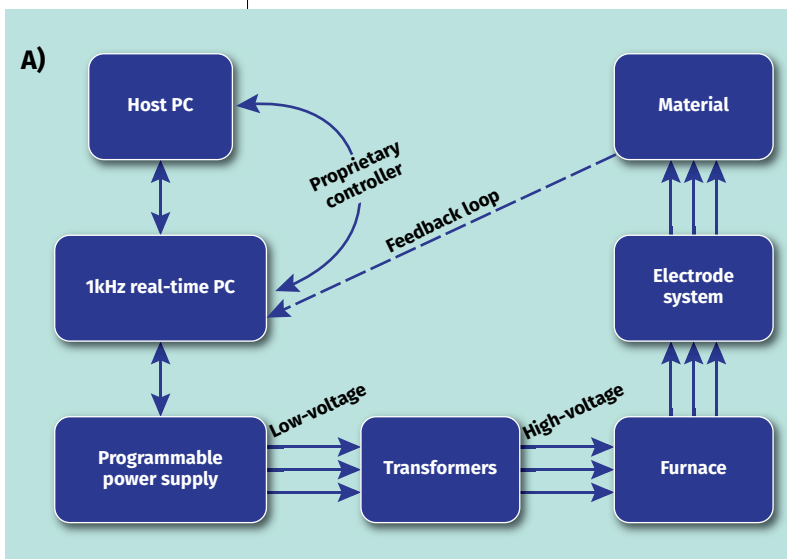 A)
Host PC
Material
Proprietary
controller
Feedback loop
1kHz real-time PC
Electrode
system
Low-voltage
High-voltage
Programmable
power supply
Transformers
Furnace